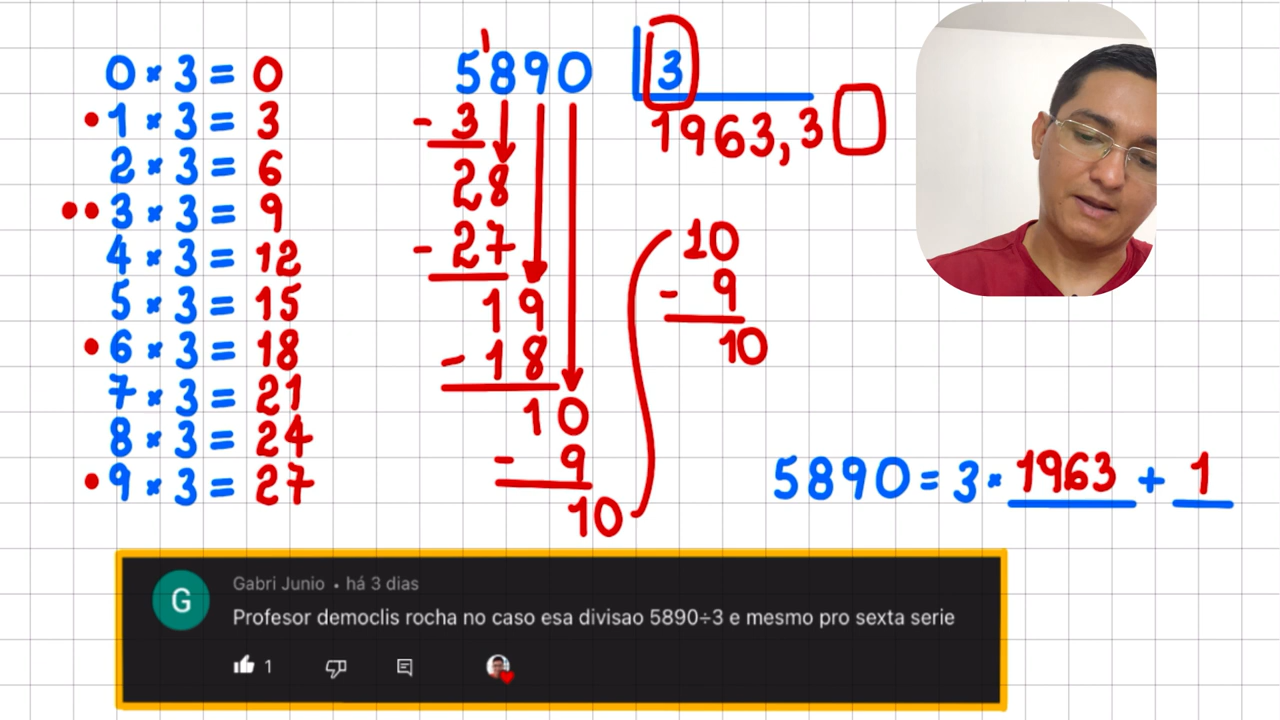 0 × 3 = 0
• 1 × 3 = 3
2 × 3 = 6
•• 3 × 3 = 9
4 × 3 = 12
5 × 3 = 15
• 6 × 3 = 18
7 × 3 = 21
8 × 3 = 24
• 9 × 3 = 27
5'890 3
1963,3
- 3
28
- 27
19
- 18
10
- 9
10
10
- 9
10
5890 = 3 · 1963 + 1
G
Gabri Junio • há 3 dias
Profesor democlis rocha no caso esa divisao 5890÷3 e mesmo pro sexta serie
1